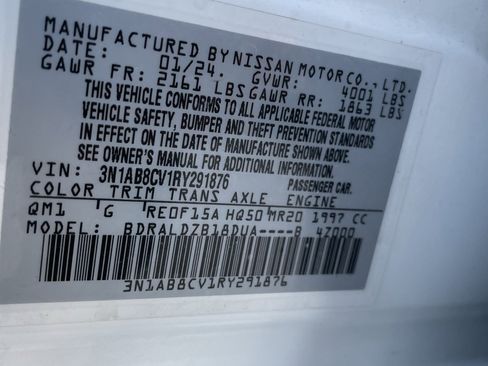 MANUFACTURED BY NISSAN MOTOR CO., LTD.
DATE: 01/24. GVWR: 4001 LBS
GAWR FR: 2161 LBS GAWR RR: 1863 LBS
THIS VEHICLE CONFORMS TO ALL APPLICABLE FEDERAL MOTOR
VEHICLE SAFETY, BUMPER AND THEFT PREVENTION STANDARDS
IN EFFECT ON THE DATE OF MANUFACTURE SHOWN ABOVE.
SEE OWNER'S MANUAL FOR ADDITIONAL INFORMATION.
VIN: 3N1AB8CV1RY291876 PASSENGER CAR.
COLOR TRIM TRANS AXLE ENGINE
QM1 G RE0F15A HQ50 MR20 1997 CC
MODEL: BDRALDZB18DUA----B 4Z000
3N1AB8CV1RY291876